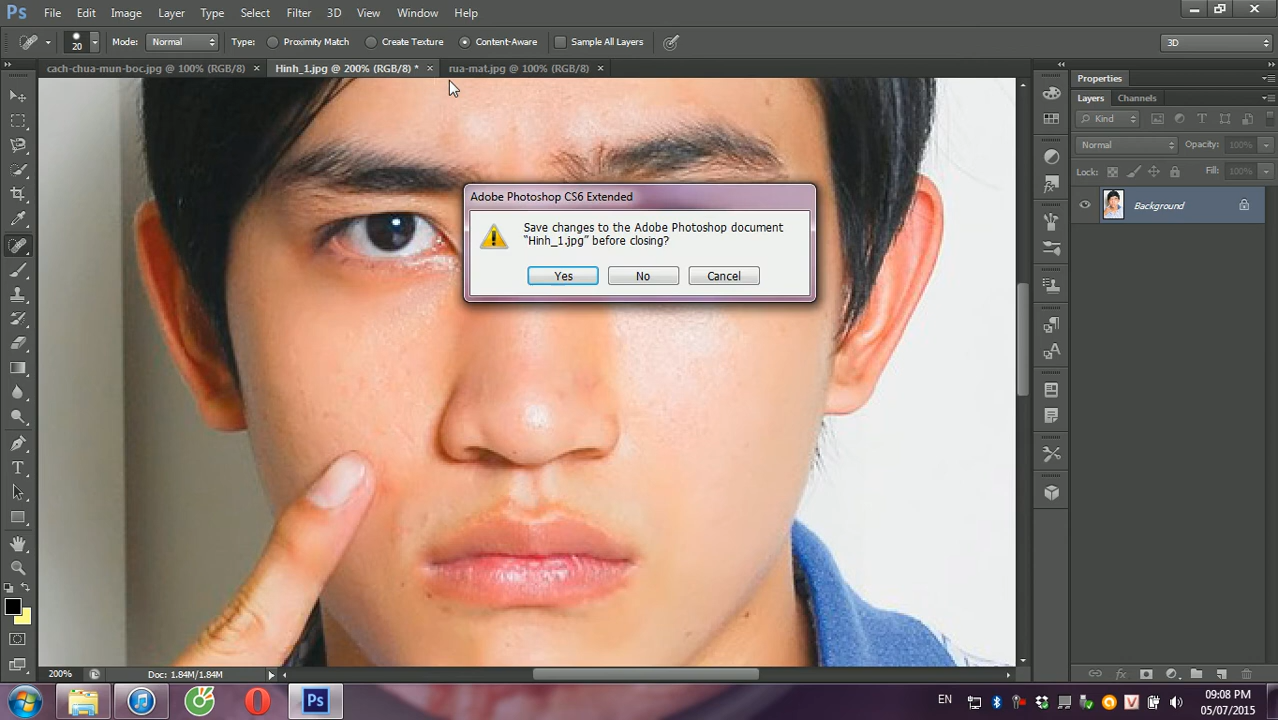 Ps File Edit Image Layer Type Select Filter 3D View Window Help
20 Mode: Normal Type: Proximity Match Create Texture Content-Aware Sample All Layers 3D
cach-chua-mun-boc.jpg @ 100% (RGB/8) × Hinh_1.jpg @ 200% (RGB/8) * × rua-mat.jpg @ 100% (RGB/8) ×
Properties
Layers Channels
Kind
Normal Opacity: 100%
Lock: Fill: 100%
Background
Adobe Photoshop CS6 Extended
Save changes to the Adobe Photoshop document
“Hinh_1.jpg” before closing?
Yes No Cancel
200% Doc: 1.84M/1.84M
Ps EN V 09:08 PM
05/07/2015